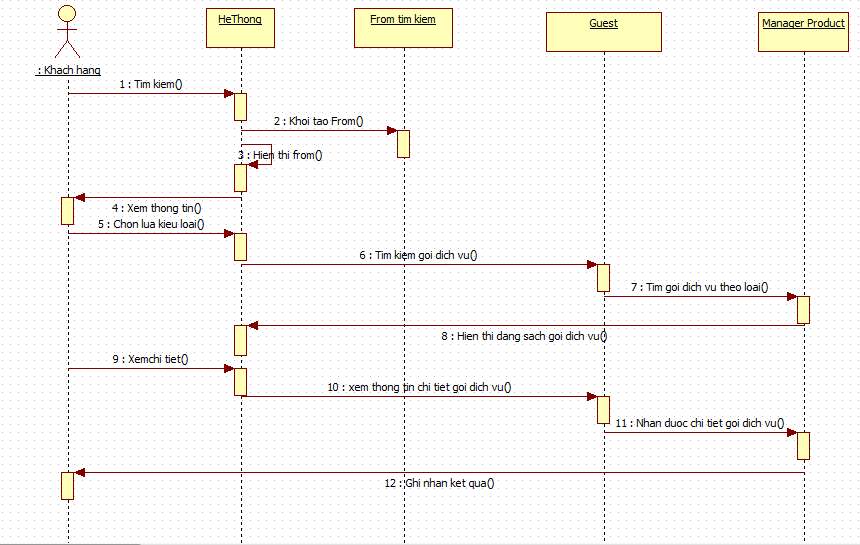 HeThong
From tim kiem
Guest
Manager Product
: Khach hang
1 : Tim kiem()
2 : Khoi tao From()
3 : Hien thi from()
4 : Xem thong tin()
5 : Chon lua kieu loai()
6 : Tim kiem goi dich vu()
7 : Tim goi dich vu theo loai()
8 : Hien thi dang sach goi dich vu()
9 : Xemchi tiet()
10 : xem thong tin chi tiet goi dich vu()
11 : Nhan duoc chi tiet goi dich vu()
12 : Ghi nhan ket qua()